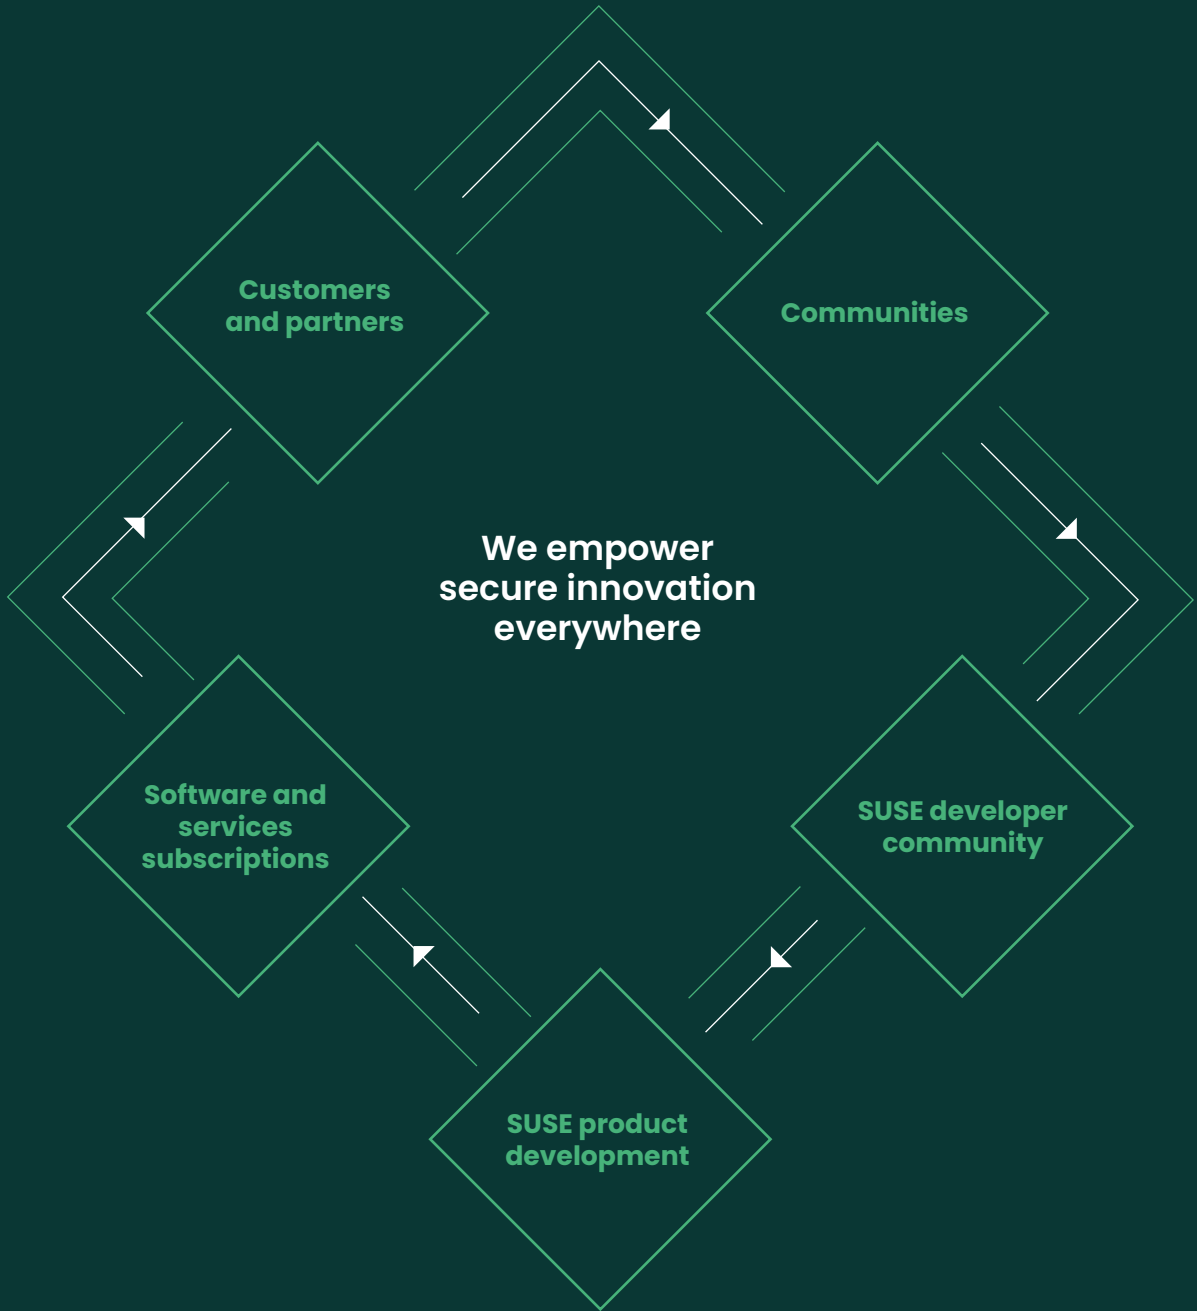 Customers
and partners
Communities
We empower
secure innovation
everywhere
Software and
services
subscriptions
SUSE developer
community
SUSE product
development